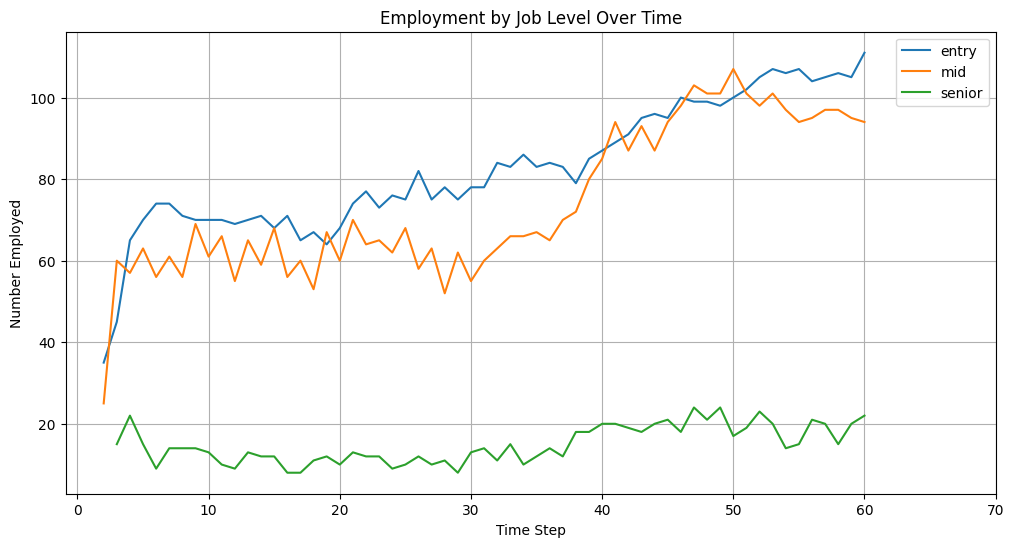 Employment by Job Level Over Time
entry
mid
senior
100
80
60
40
20
Number Employed
0 10 20 30 40 50 60 70
Time Step